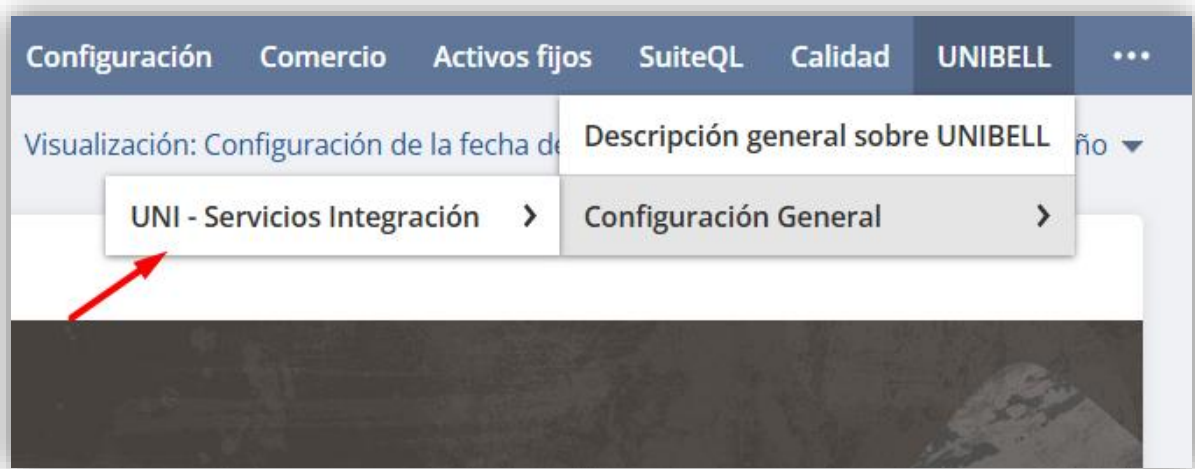 Configuración Comercio Activos fijos SuiteQL Calidad UNIBELL •••
Visualización: Configuración de la fecha de
ño
Descripción general sobre UNIBELL
UNI - Servicios Integración
Configuración General